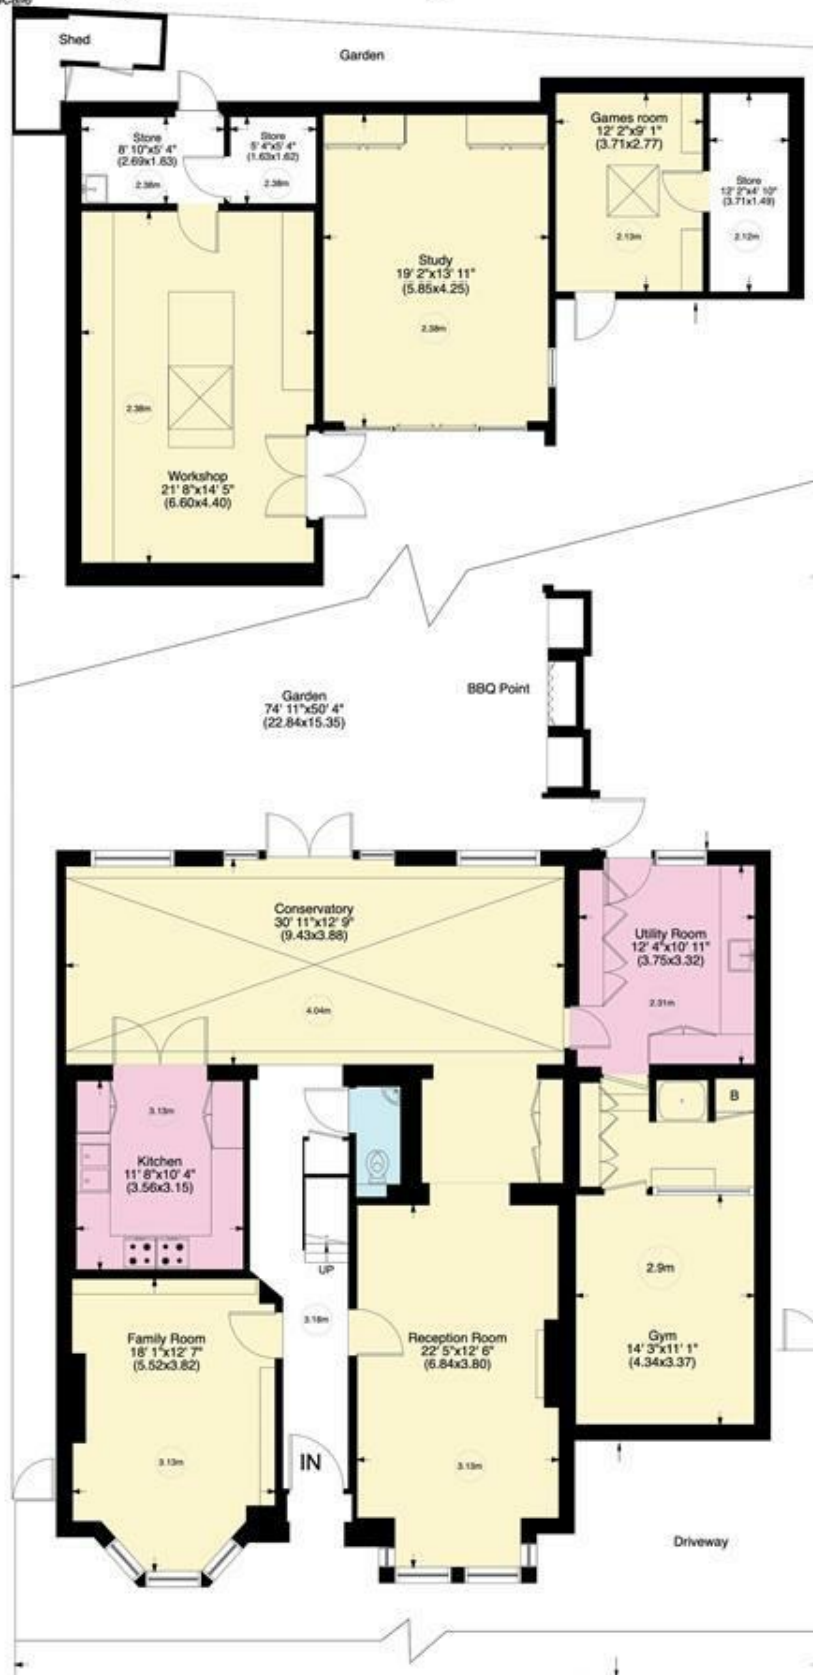 Shed
Garden
Store
8' 10"x5' 4"
(2.69x1.63)
2.38m
Store
5' 4"x5' 4"
(1.63x1.62)
2.38m
Games room
12' 2"x9' 1"
(3.71x2.77)
2.13m
Store
12' 2"x4' 10"
(3.71x1.49)
2.12m
Study
19' 2"x13' 11"
(5.85x4.25)
2.38m
2.38m
Workshop
21' 8"x14' 5"
(6.60x4.40)
Garden
74' 11"x50' 4"
(22.84x15.35)
BBQ Point
Conservatory
30' 11"x12' 9"
(9.43x3.88)
4.04m
Utility Room
12' 4"x10' 11"
(3.75x3.32)
2.31m
B
3.13m
Kitchen
11' 8"x10' 4"
(3.56x3.15)
UP
3.16m
Family Room
18' 1"x12' 7"
(5.52x3.82)
3.13m
IN
Reception Room
22' 5"x12' 6"
(6.84x3.80)
3.13m
2.9m
Gym
14' 3"x11' 1"
(4.34x3.37)
Driveway